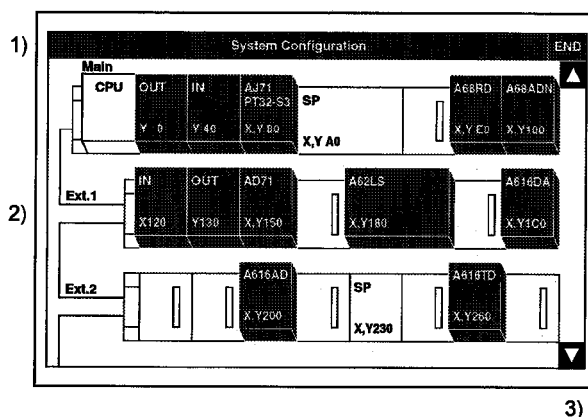 1)
System Configuration END
Main
CPU OUT IN AJ71 SP A68RD A68ADN
PT32-S3
Y 0 Y 40 X,Y 80 X,Y A0 X,Y E0 X,Y100
Ext.1 IN OUT AD71 A62LS A616DA
2)
X120 Y130 X,Y150 X,Y180 X,Y1C0
Ext.2 A616AD SP A616TD
X,Y200 X,Y230 X,Y260
3)